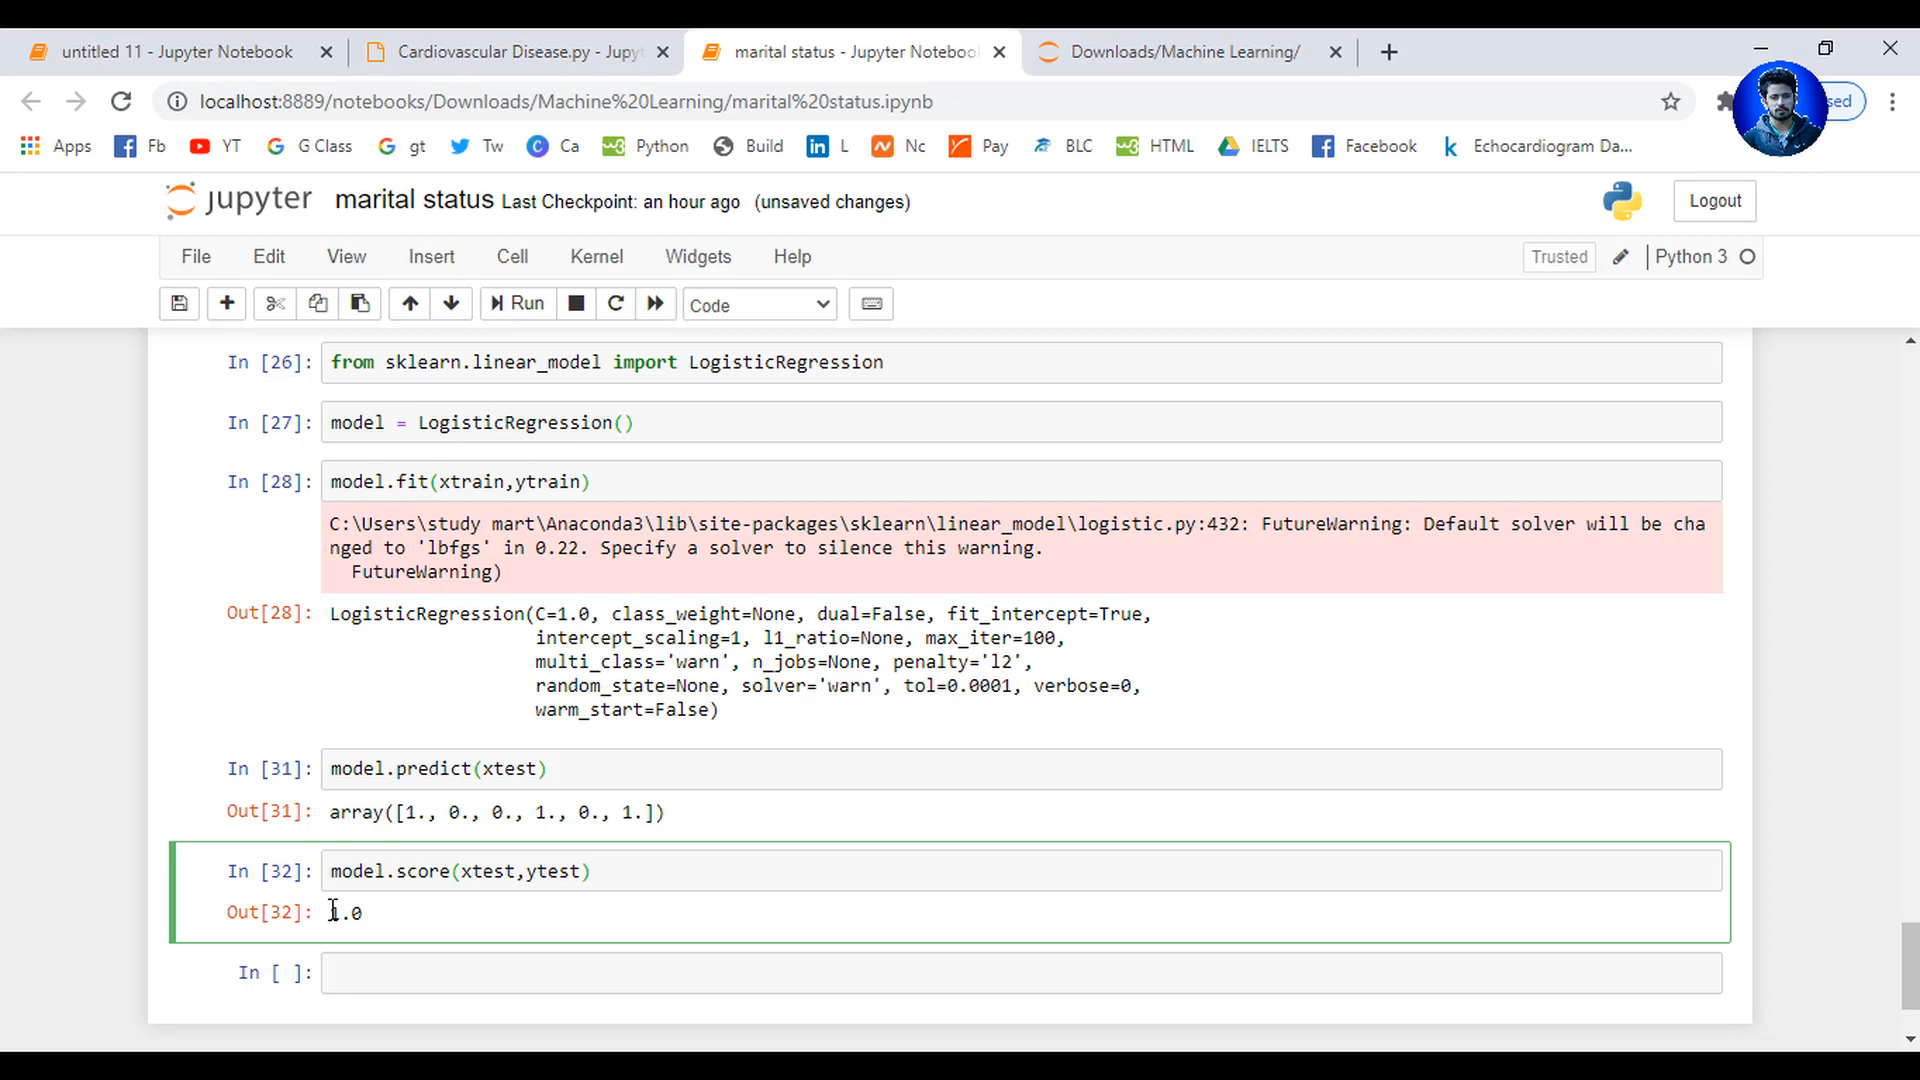 untitled 11 - Jupyter Notebook
Cardiovascular Disease.py - Jupyt
marital status - Jupyter Notebook
Downloads/Machine Learning/
localhost:8889/notebooks/Downloads/Machine%20Learning/marital%20status.ipynb
sed
Apps Fb YT G Class gt Tw Ca Python Build L Nc Pay BLC HTML IELTS Facebook Echocardiogram Da...
jupyter marital status Last Checkpoint: an hour ago (unsaved changes)
Logout
File Edit View Insert Cell Kernel Widgets Help
Trusted Python 3
Run Code
In [26]: from sklearn.linear_model import LogisticRegression
In [27]: model = LogisticRegression()
In [28]: model.fit(xtrain,ytrain)
C:\Users\study mart\Anaconda3\lib\site-packages\sklearn\linear_model\logistic.py:432: FutureWarning: Default solver will be cha
nged to 'lbfgs' in 0.22. Specify a solver to silence this warning.
FutureWarning)
Out[28]: LogisticRegression(C=1.0, class_weight=None, dual=False, fit_intercept=True,
intercept_scaling=1, l1_ratio=None, max_iter=100,
multi_class='warn', n_jobs=None, penalty='l2',
random_state=None, solver='warn', tol=0.0001, verbose=0,
warm_start=False)
In [31]: model.predict(xtest)
Out[31]: array([1., 0., 0., 1., 0., 1.])
In [32]: model.score(xtest,ytest)
Out[32]: 1.0
In [ ]: